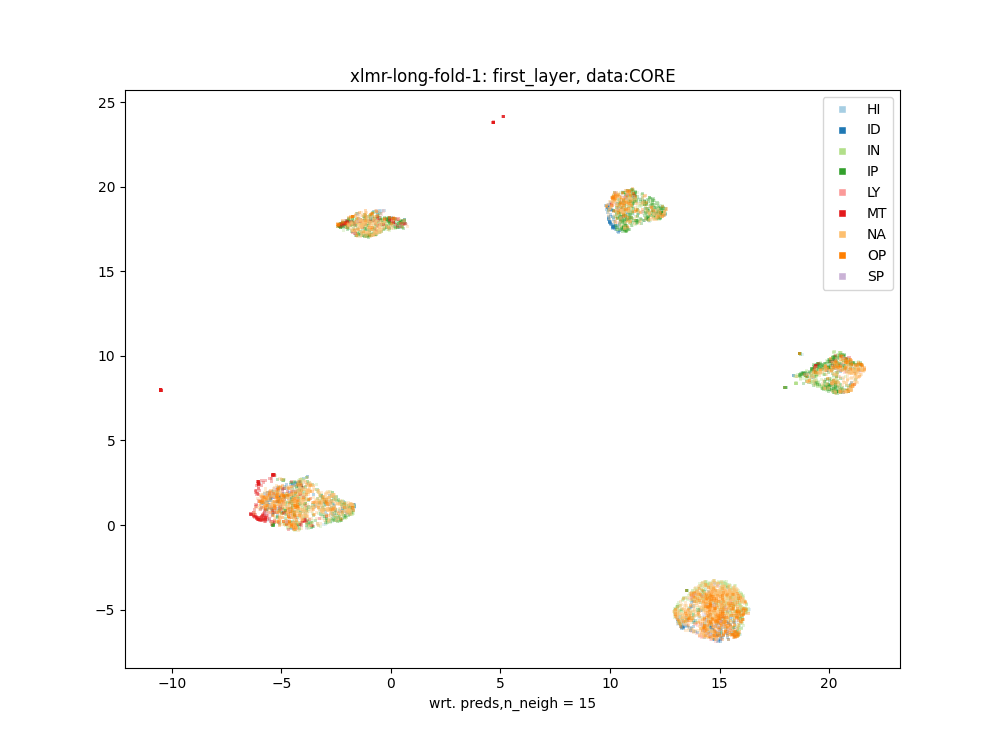 xlmr-long-fold-1: first_layer, data:CORE
25
20
15
10
5
0
−5
−10
−5
0
5
10
15
20
wrt. preds,n_neigh = 15
HI
ID
IN
IP
LY
MT
NA
OP
SP